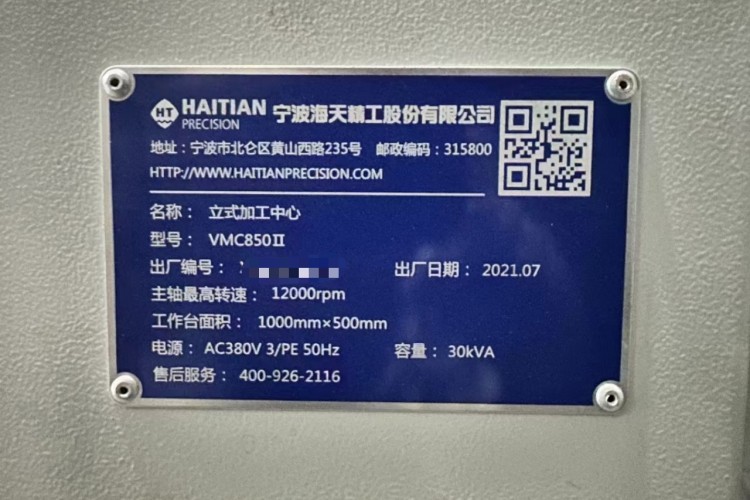 HT HAITIAN PRECISION 宁波海天精工股份有限公司
地址：宁波市北仑区黄山西路235号 邮政编码：315800
HTTP://WWW.HAITIANPRECISION.COM
名称： 立式加工中心
型号： VMC850Ⅱ
出厂编号： 出厂日期： 2021.07
主轴最高转速： 12000rpm
工作台面积： 1000mm×500mm
电源： AC380V 3/PE 50Hz 容量： 30kVA
售后服务： 400-926-2116